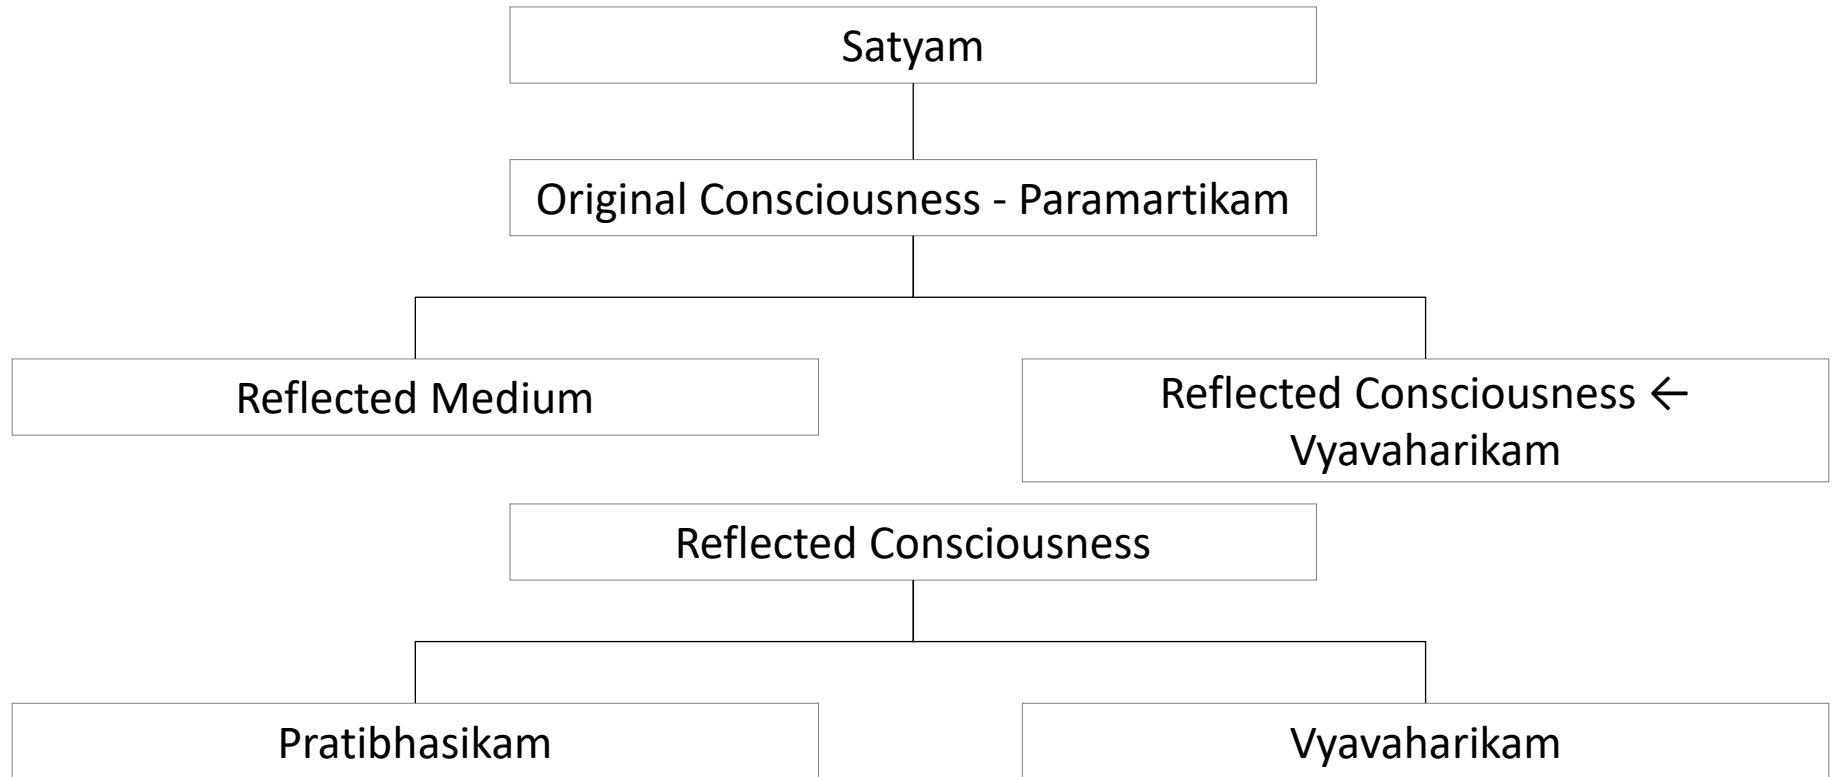 Satyam
Original Consciousness - Paramartikam
Reflected Medium
Reflected Consciousness ←
Vyavaharikam
Reflected Consciousness
Pratibhasikam
Vyavaharikam